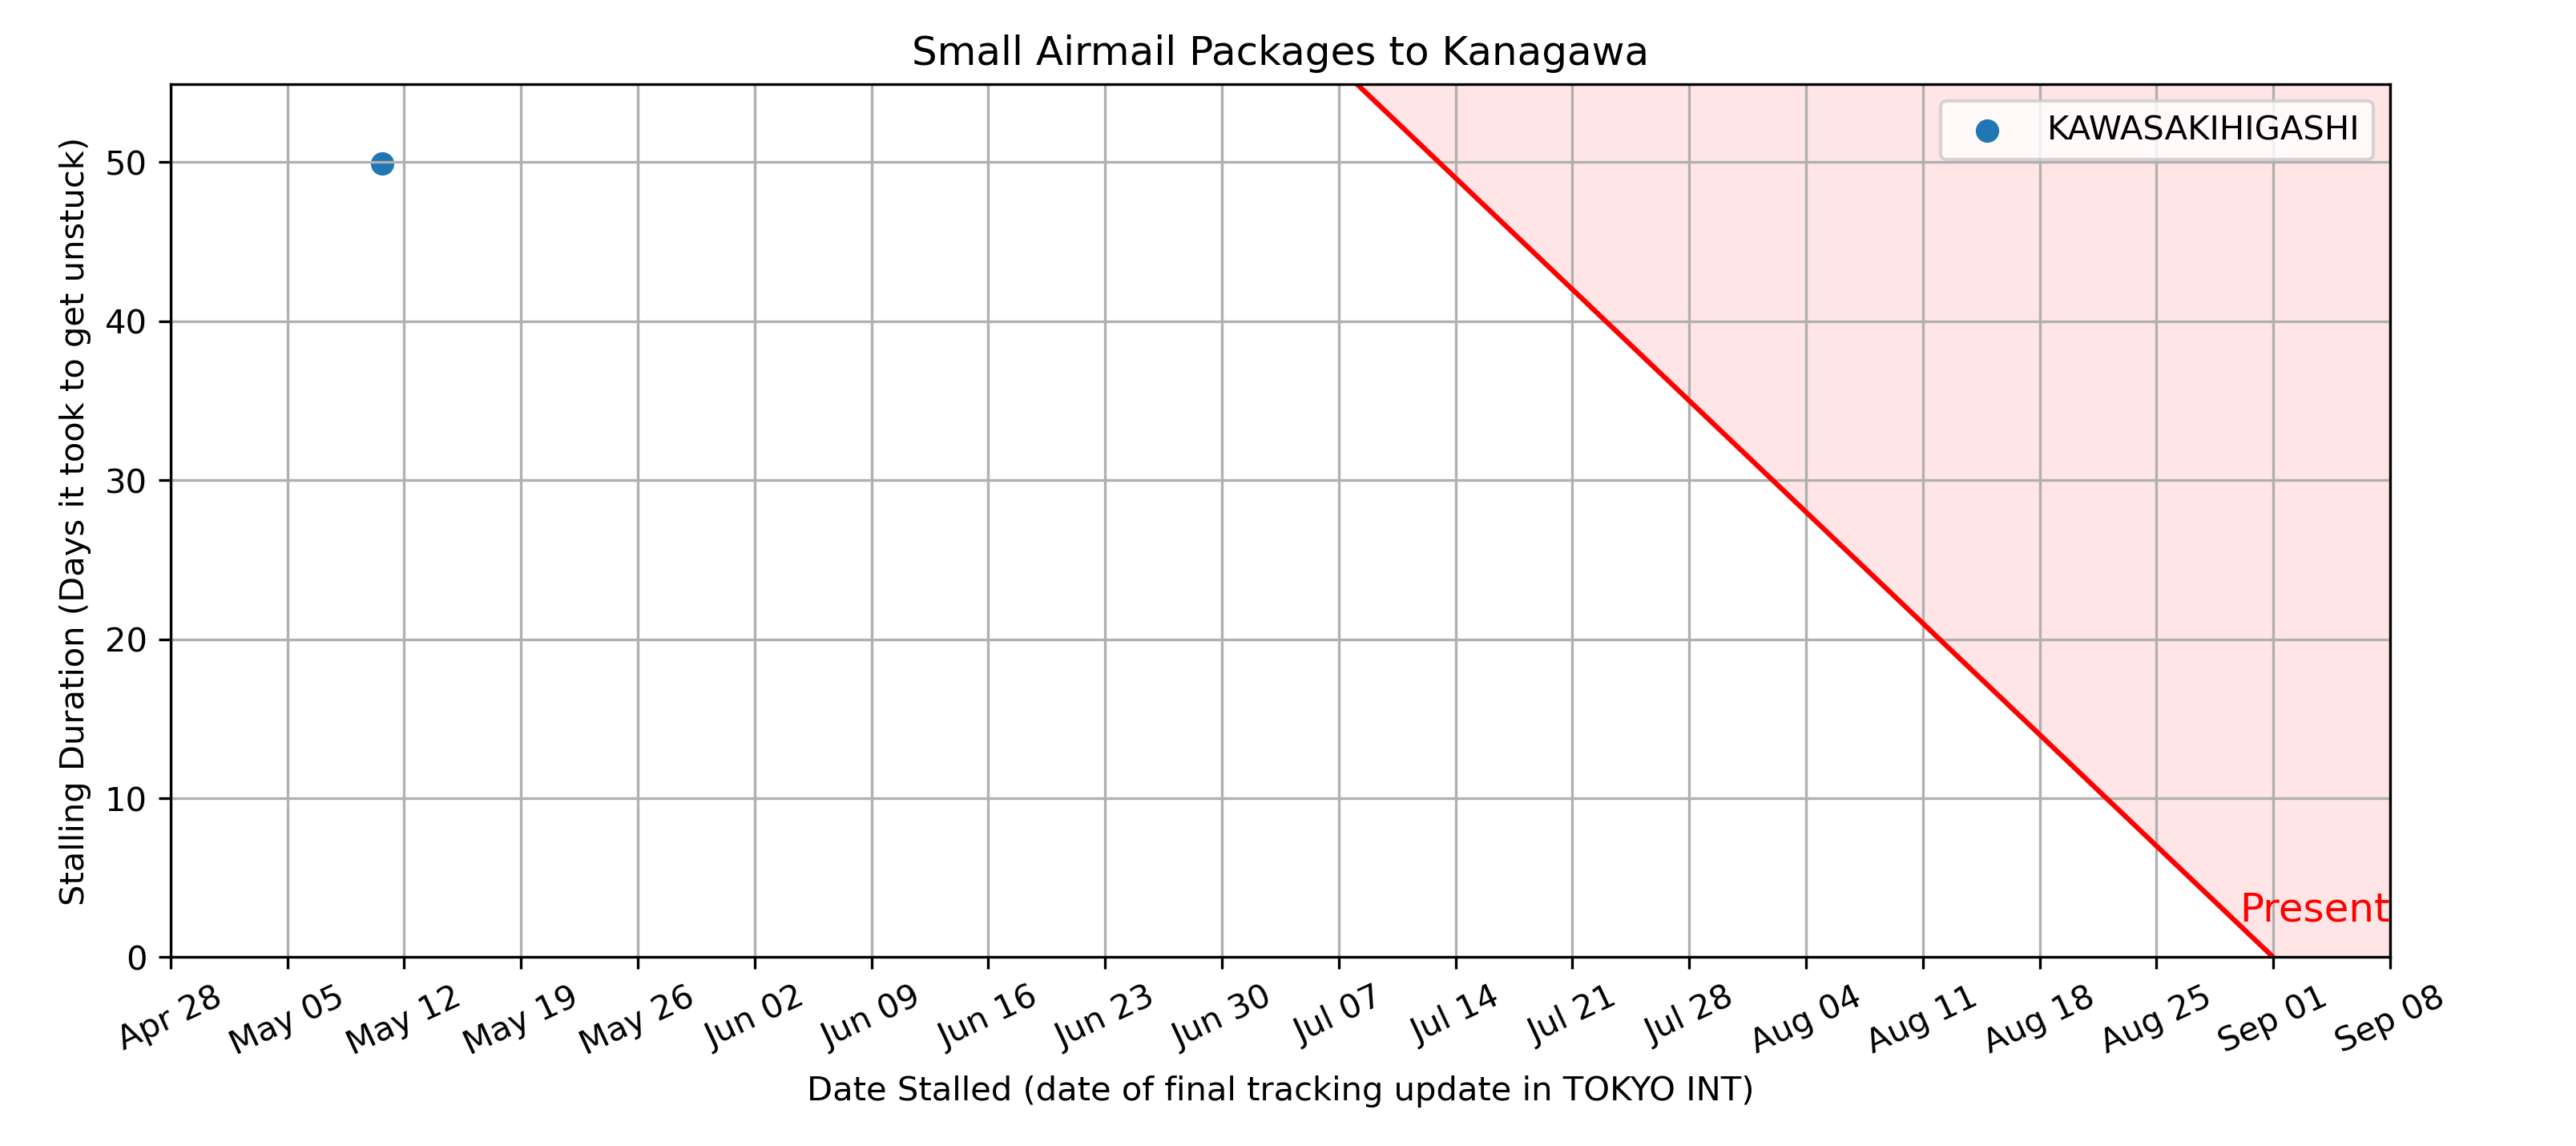 Small Airmail Packages to Kanagawa
KAWASAKIHIGASHI
Stalling Duration (Days it took to get unstuck)
50
40
30
20
10
0
Present
Apr 28
May 05
May 12
May 19
May 26
Jun 02
Jun 09
Jun 16
Jun 23
Jun 30
Jul 07
Jul 14
Jul 21
Jul 28
Aug 04
Aug 11
Aug 18
Aug 25
Sep 01
Sep 08
Date Stalled (date of final tracking update in TOKYO INT)